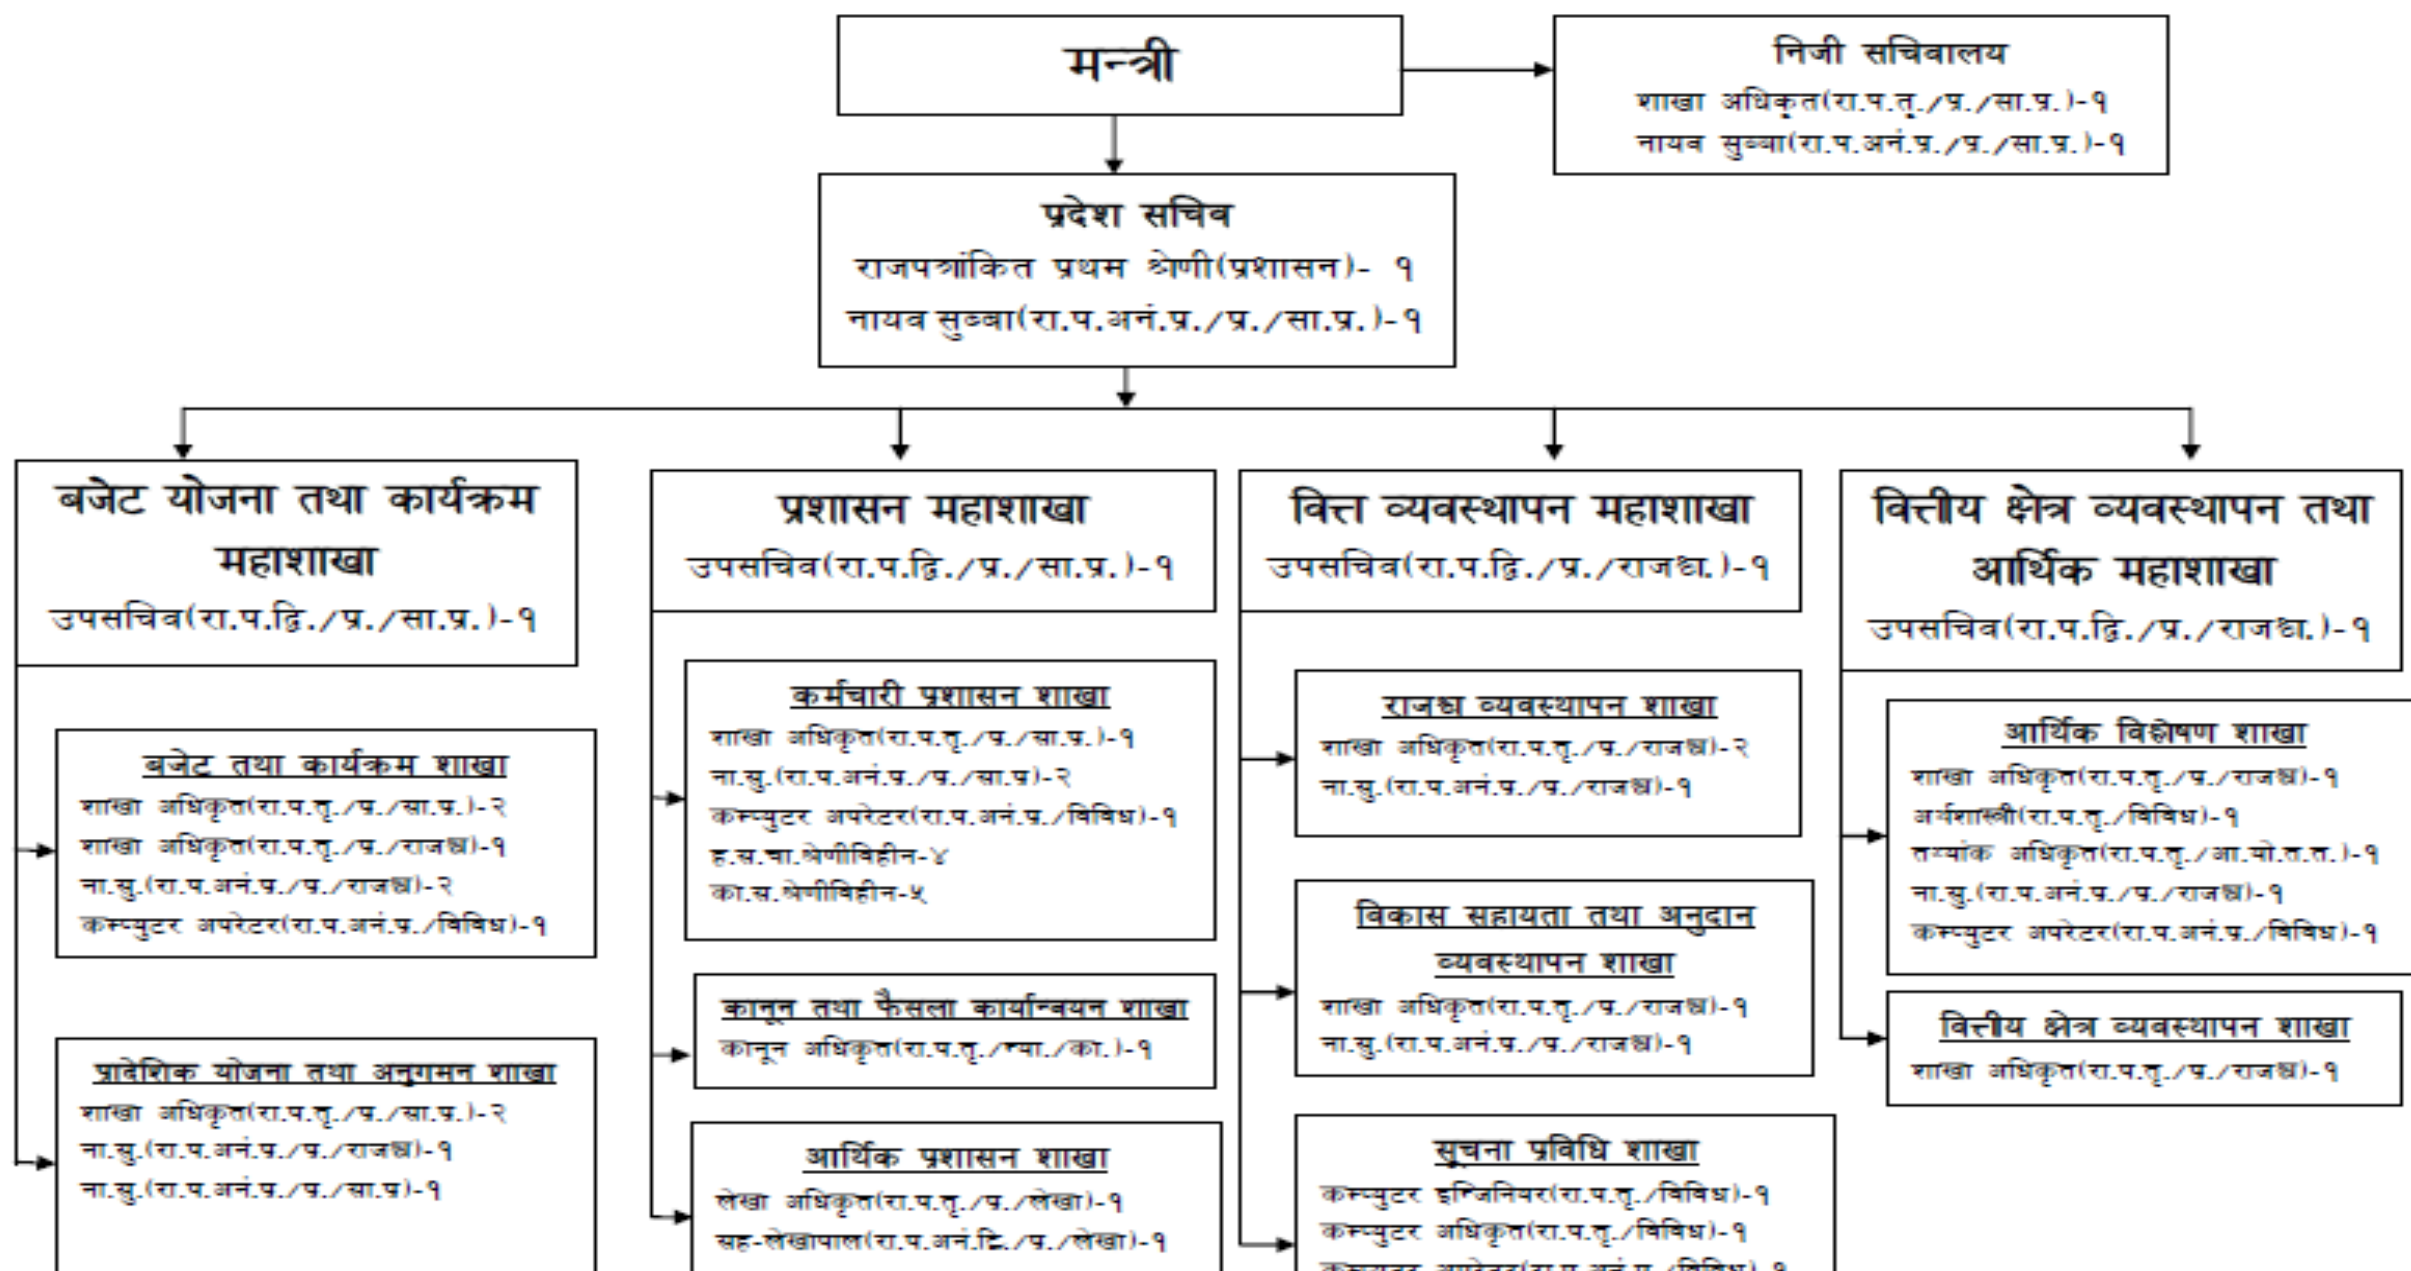 मन्त्री
निजी सचिवालय
शाखा अधिकृत(रा.प.तृ./प्र./सा.प्र.)-१
नायव सुब्बा(रा.प.अनं.प्र./प्र./सा.प्र.)-१
प्रदेश सचिव
राजपत्रांकित प्रथम श्रेणी(प्रशासन)- १
नायव सुब्बा(रा.प.अनं.प्र./प्र./सा.प्र.)-१
बजेट योजना तथा कार्यक्रम
महाशाखा
उपसचिव(रा.प.द्वि./प्र./सा.प्र.)-१
बजेट तथा कार्यक्रम शाखा
शाखा अधिकृत(रा.प.तृ./प्र./सा.प्र.)-२
शाखा अधिकृत(रा.प.तृ./प्र./राजश्व)-१
ना.सु.(रा.प.अनं.प्र./प्र./राजश्व)-२
कम्प्युटर अपरेटर(रा.प.अनं.प्र./विविध)-१
प्रादेशिक योजना तथा अनुगमन शाखा
शाखा अधिकृत(रा.प.तृ./प्र./सा.प्र.)-२
ना.सु.(रा.प.अनं.प्र./प्र./राजश्व)-१
ना.सु.(रा.प.अनं.प्र./प्र./सा.प्र)-१
प्रशासन महाशाखा
उपसचिव(रा.प.द्वि./प्र./सा.प्र.)-१
कर्मचारी प्रशासन शाखा
शाखा अधिकृत(रा.प.तृ./प्र./सा.प्र.)-१
ना.सु.(रा.प.अनं.प्र./प्र./सा.प्र)-२
कम्प्युटर अपरेटर(रा.प.अनं.प्र./विविध)-१
ह.स.चा.श्रेणीविहीन-४
का.स.श्रेणीविहीन-५
कानून तथा फैसला कार्यान्वयन शाखा
कानून अधिकृत(रा.प.तृ./न्या./का.)-१
आर्थिक प्रशासन शाखा
लेखा अधिकृत(रा.प.तृ./प्र./लेखा)-१
सह-लेखापाल(रा.प.अनं.द्वि./प्र./लेखा)-१
वित्त व्यवस्थापन महाशाखा
उपसचिव(रा.प.द्वि./प्र./राजश्व.)-१
राजश्व व्यवस्थापन शाखा
शाखा अधिकृत(रा.प.तृ./प्र./राजश्व)-२
ना.सु.(रा.प.अनं.प्र./प्र./राजश्व)-१
विकास सहायता तथा अनुदान
व्यवस्थापन शाखा
शाखा अधिकृत(रा.प.तृ./प्र./राजश्व)-१
ना.सु.(रा.प.अनं.प्र./प्र./राजश्व)-१
सूचना प्रविधि शाखा
कम्प्युटर इन्जिनियर(रा.प.तृ./विविध)-१
कम्प्युटर अधिकृत(रा.प.तृ./विविध)-१
कम्प्युटर अपरेटर(रा.प.अनं.प्र./विविध)-१
वित्तीय क्षेत्र व्यवस्थापन तथा
आर्थिक महाशाखा
उपसचिव(रा.प.द्वि./प्र./राजश्व.)-१
आर्थिक विश्लेषण शाखा
शाखा अधिकृत(रा.प.तृ./प्र./राजश्व)-१
अर्थशास्त्री(रा.प.तृ./विविध)-१
तथ्यांक अधिकृत(रा.प.तृ./आ.यो.त.त.)-१
ना.सु.(रा.प.अनं.प्र./प्र./राजश्व)-१
कम्प्युटर अपरेटर(रा.प.अनं.प्र./विविध)-१
वित्तीय क्षेत्र व्यवस्थापन शाखा
शाखा अधिकृत(रा.प.तृ./प्र./राजश्व)-१